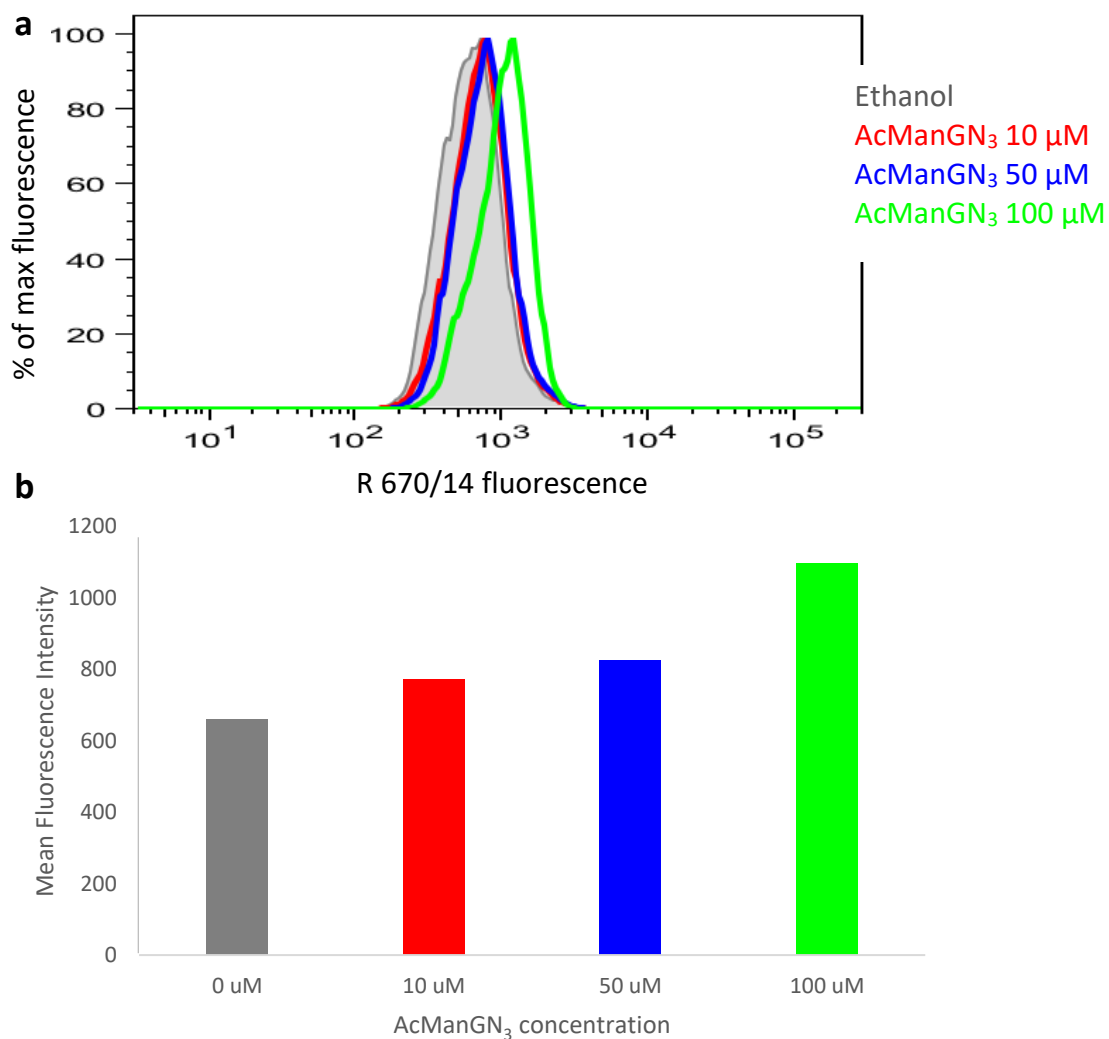 a
% of max fluorescence
100
80
60
40
20
0
10¹ 10² 10³ 10⁴ 10⁵
R 670/14 fluorescence
Ethanol
AcManGN₃ 10 µM
AcManGN₃ 50 µM
AcManGN₃ 100 µM
b
Mean Fluorescence Intensity
1200
1000
800
600
400
200
0
0 uM 10 uM 50 uM 100 uM
AcManGN₃ concentration